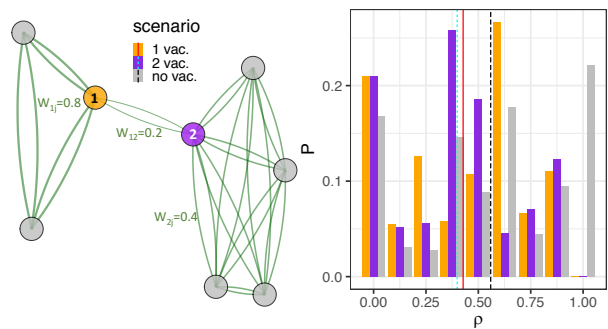 scenario
1 vac.
2 vac.
no vac.
1
W1j=0.8
W12=0.2
2
W2j=0.4
P
0.2
0.1
0.0
0.00 0.25 0.50 0.75 1.00
ρ